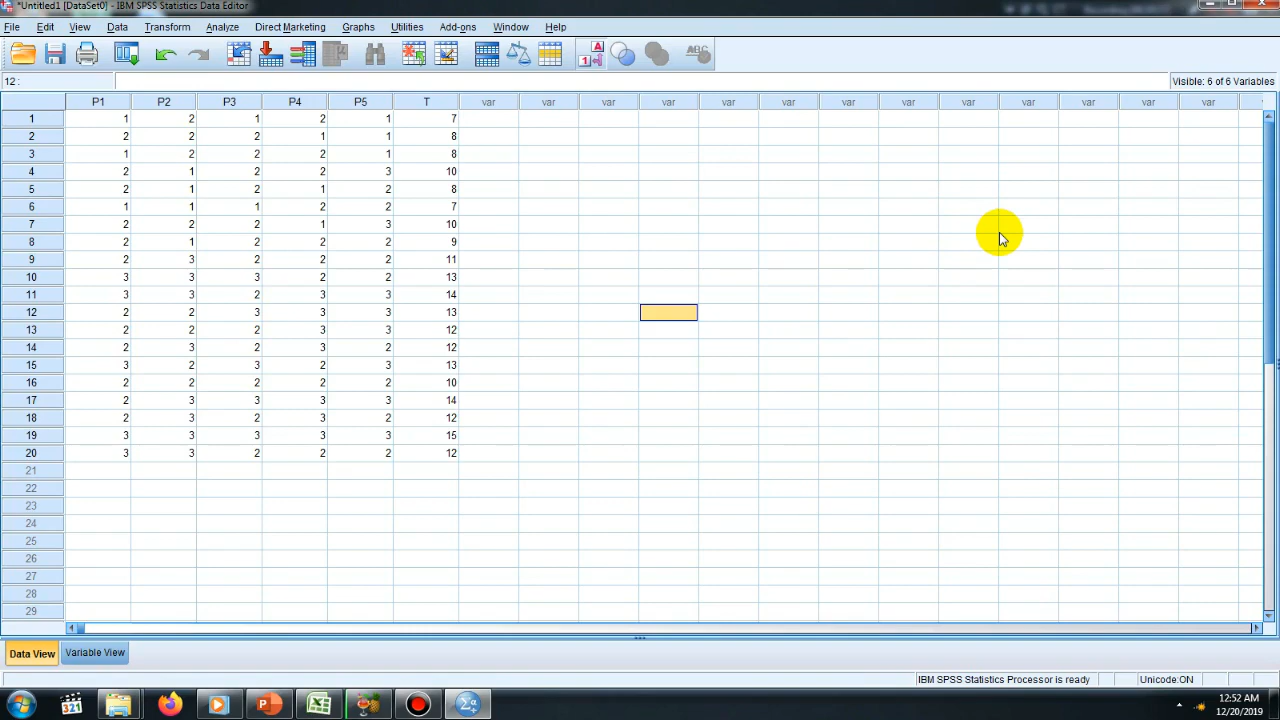 *Untitled1 [DataSet0] - IBM SPSS Statistics Data Editor
File Edit View Data Transform Analyze Direct Marketing Graphs Utilities Add-ons Window Help
12 : Visible: 6 of 6 Variables
P1 P2 P3 P4 P5 T var var var var var var var var var var var var var
1 1 2 1 2 1 7
2 2 2 2 1 1 8
3 1 2 2 2 1 8
4 2 1 2 2 3 10
5 2 1 2 1 2 8
6 1 1 1 2 2 7
7 2 2 2 1 3 10
8 2 1 2 2 2 9
9 2 3 2 2 2 11
10 3 3 3 2 2 13
11 3 3 2 3 3 14
12 2 2 3 3 3 13
13 2 2 2 3 3 12
14 2 3 2 3 2 12
15 3 2 3 2 3 13
16 2 2 2 2 2 10
17 2 3 3 3 3 14
18 2 3 2 3 2 12
19 3 3 3 3 3 15
20 3 3 2 2 2 12
21
22
23
24
25
26
27
28
29
Data View Variable View
IBM SPSS Statistics Processor is ready Unicode:ON
12:52 AM
12/20/2019